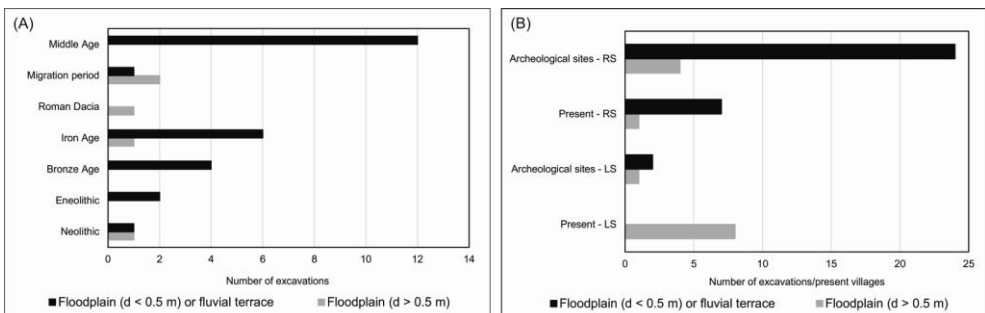 (A)
Middle Age
Migration period
Roman Dacia
Iron Age
Bronze Age
Eneolithic
Neolithic
0 2 4 6 8 10 12 14
Number of excavations
Floodplain (d < 0.5 m) or fluvial terrace Floodplain (d > 0.5 m)
(B)
Archeological sites - RS
Present - RS
Archeological sites - LS
Present - LS
0 5 10 15 20 25
Number of excavations/present villages
Floodplain (d < 0.5 m) or fluvial terrace Floodplain (d > 0.5 m)